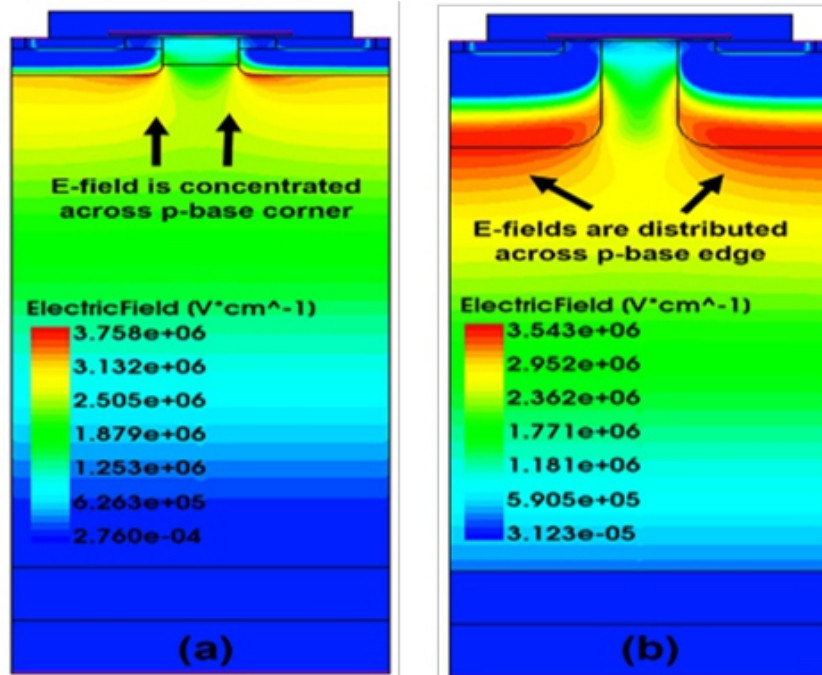 E-field is concentrated
across p-base corner
ElectricField (V*cm^-1)
3.758e+06
3.132e+06
2.505e+06
1.879e+06
1.253e+06
6.263e+05
2.760e-04
(a)
E-fields are distributed
across p-base edge
ElectricField (V*cm^-1)
3.543e+06
2.952e+06
2.362e+06
1.771e+06
1.181e+06
5.905e+05
3.123e-05
(b)